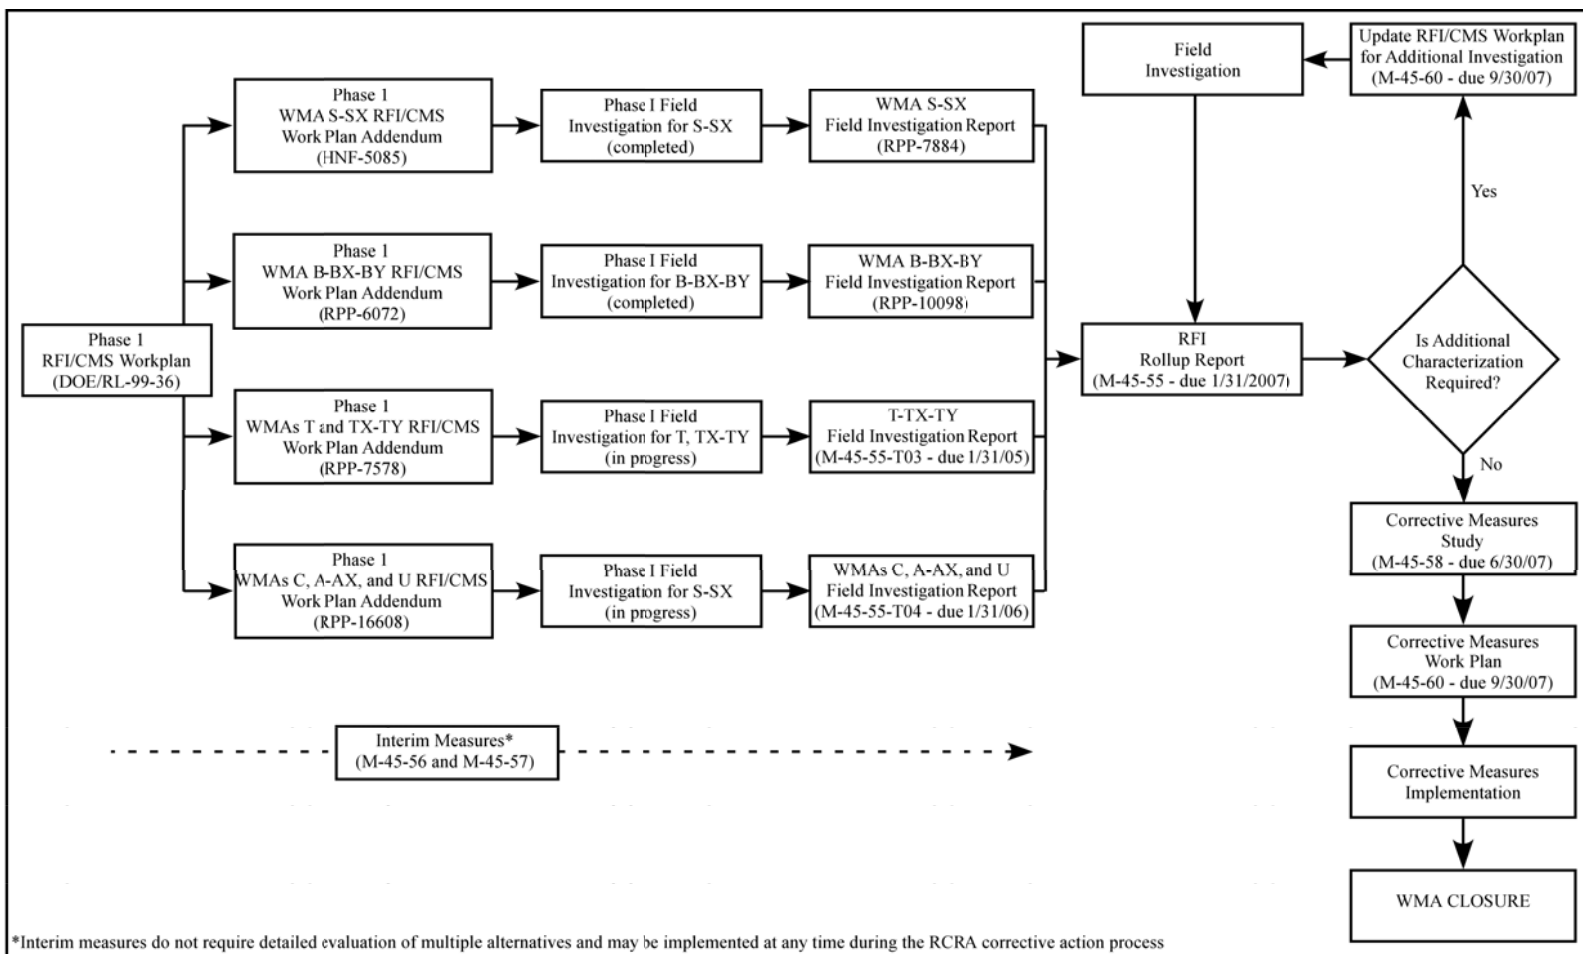 Phase 1
RFI/CMS Workplan
(DOE/RL-99-36)
Phase 1
WMA S-SX RFI/CMS
Work Plan Addendum
(HNF-5085)
Phase I Field
Investigation for S-SX
(completed)
WMA S-SX
Field Investigation Report
(RPP-7884)
Phase 1
WMA B-BX-BY RFI/CMS
Work Plan Addendum
(RPP-6072)
Phase I Field
Investigation for B-BX-BY
(completed)
WMA B-BX-BY
Field Investigation Report
(RPP-10098)
Phase 1
WMAs T and TX-TY RFI/CMS
Work Plan Addendum
(RPP-7578)
Phase I Field
Investigation for T, TX-TY
(in progress)
T-TX-TY
Field Investigation Report
(M-45-55-T03 - due 1/31/05)
Phase 1
WMAs C, A-AX, and U RFI/CMS
Work Plan Addendum
(RPP-16608)
Phase I Field
Investigation for S-SX
(in progress)
WMAs C, A-AX, and U
Field Investigation Report
(M-45-55-T04 - due 1/31/06)
Field
Investigation
Update RFI/CMS Workplan
for Additional Investigation
(M-45-60 - due 9/30/07)
Yes
RFI
Rollup Report
(M-45-55 - due 1/31/2007)
Is Additional
Characterization
Required?
No
Corrective Measures
Study
(M-45-58 - due 6/30/07)
Corrective Measures
Work Plan
(M-45-60 - due 9/30/07)
Corrective Measures
Implementation
WMA CLOSURE
Interim Measures*
(M-45-56 and M-45-57)
*Interim measures do not require detailed evaluation of multiple alternatives and may be implemented at any time during the RCRA corrective action process